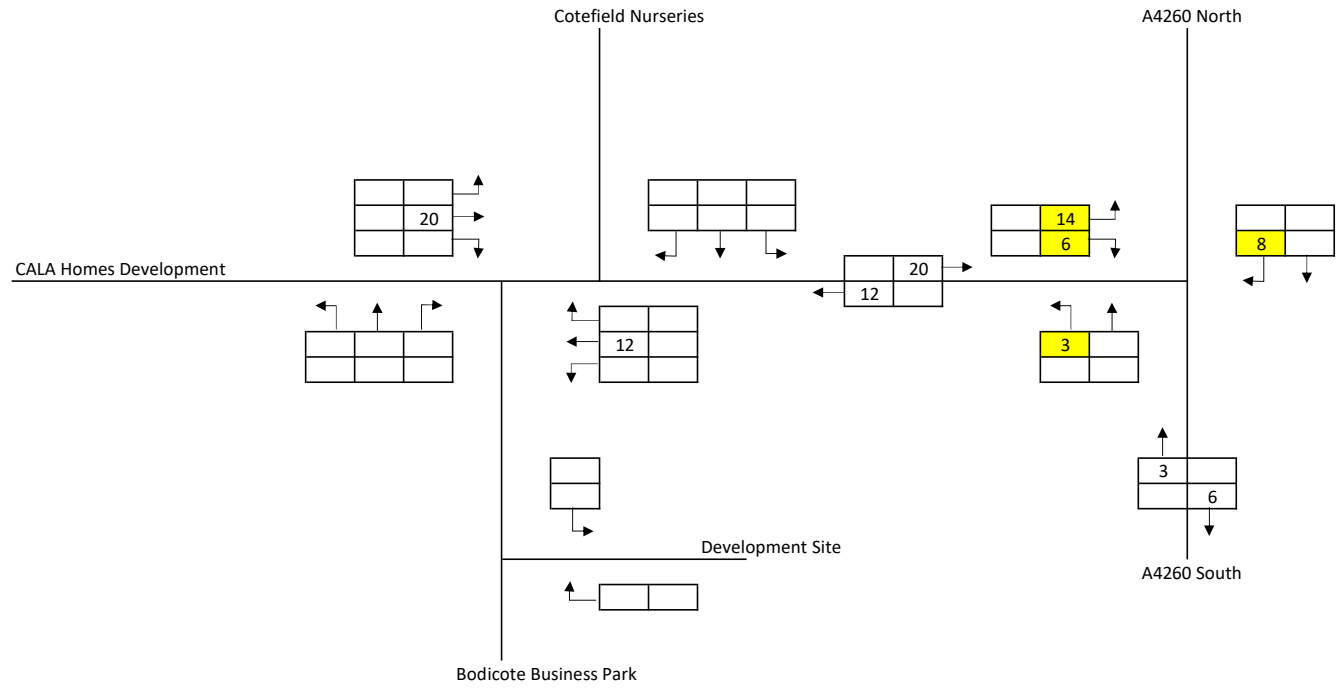 Cotefield Nurseries A4260 North
20 14 8
6
CALA Homes Development 20
12
12 3
3
6
Development Site
A4260 South
Bodicote Business Park